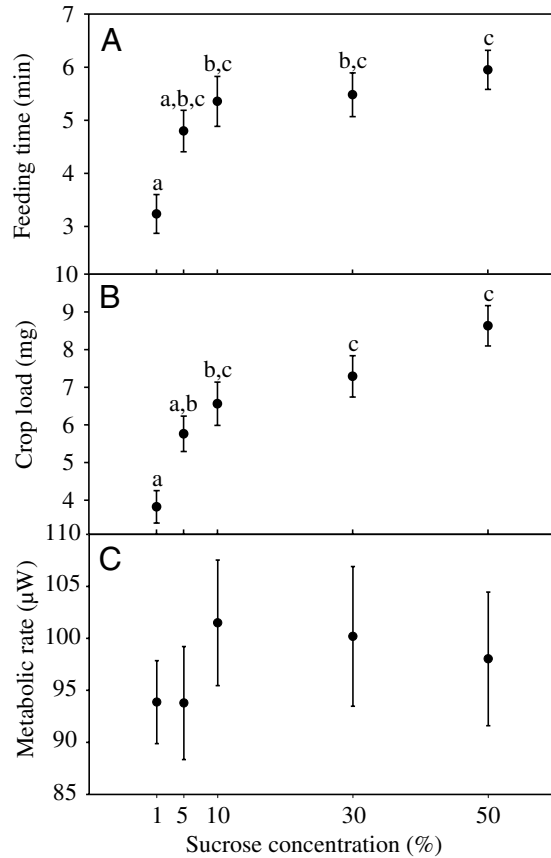 A
Feeding time (min)
7
6
5
4
3
a
a,b,c
b,c
b,c
c
B
Crop load (mg)
10
9
8
7
6
5
4
a
a,b
b,c
c
c
C
Metabolic rate (µW)
110
105
100
95
90
85
1 5 10 30 50
Sucrose concentration (%)